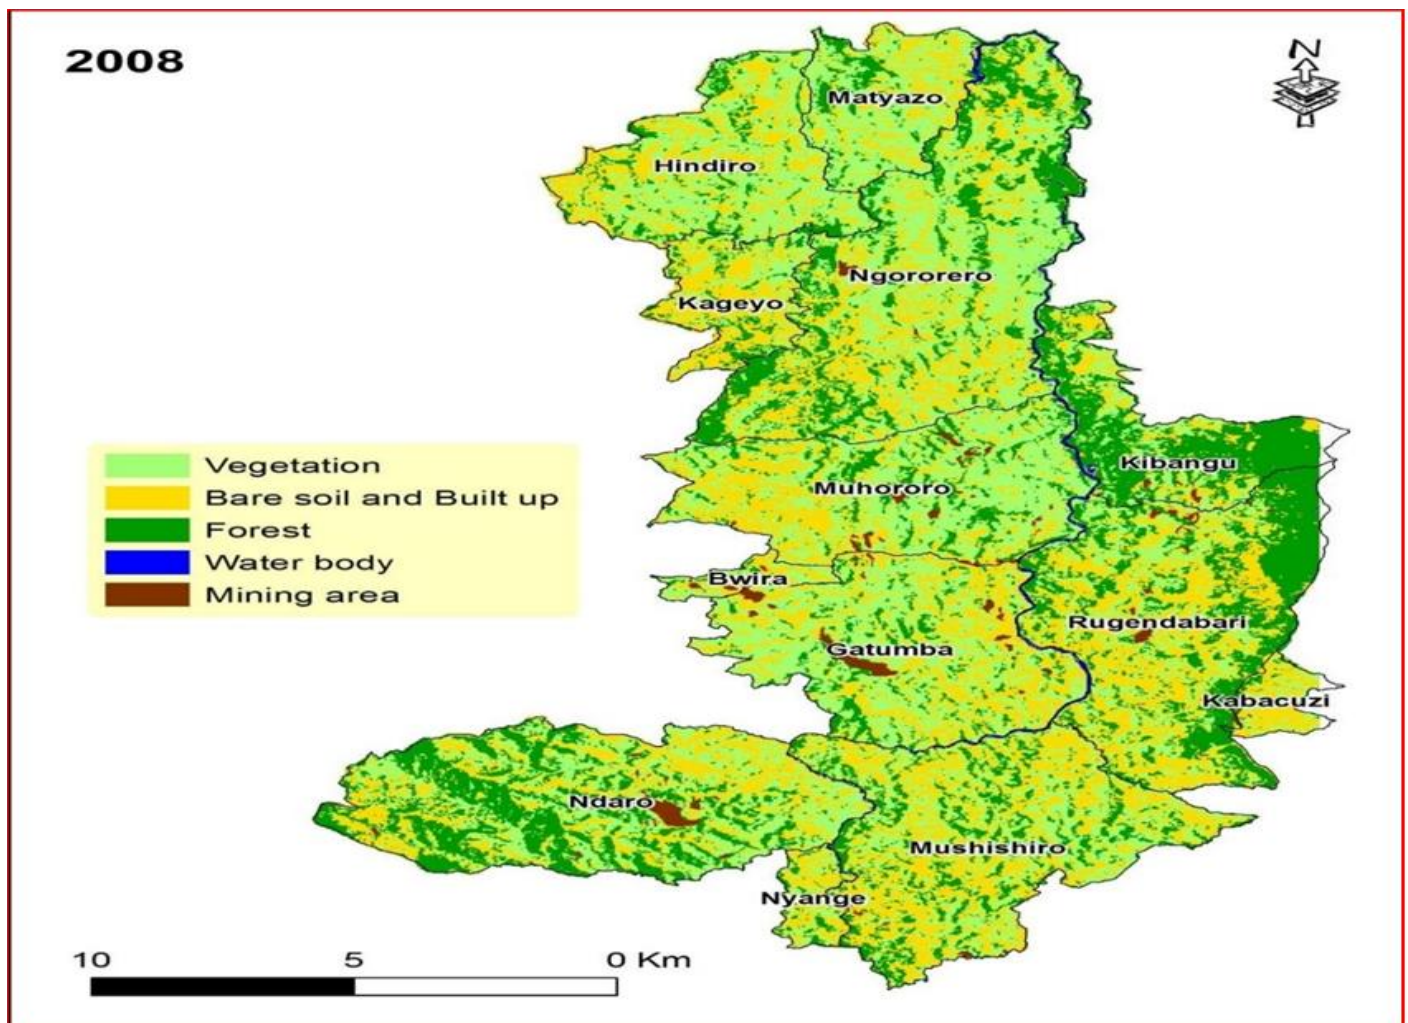 2008
N
Matyazo
Hindiro
Ngororero
Kageyo
Kibangu
Muhororo
Vegetation
Bare soil and Built up
Forest
Water body
Mining area
Bwira
Rugendabari
Gatumba
Kabacuzi
Ndaro
Mushishiro
Nyange
10 5 0 Km